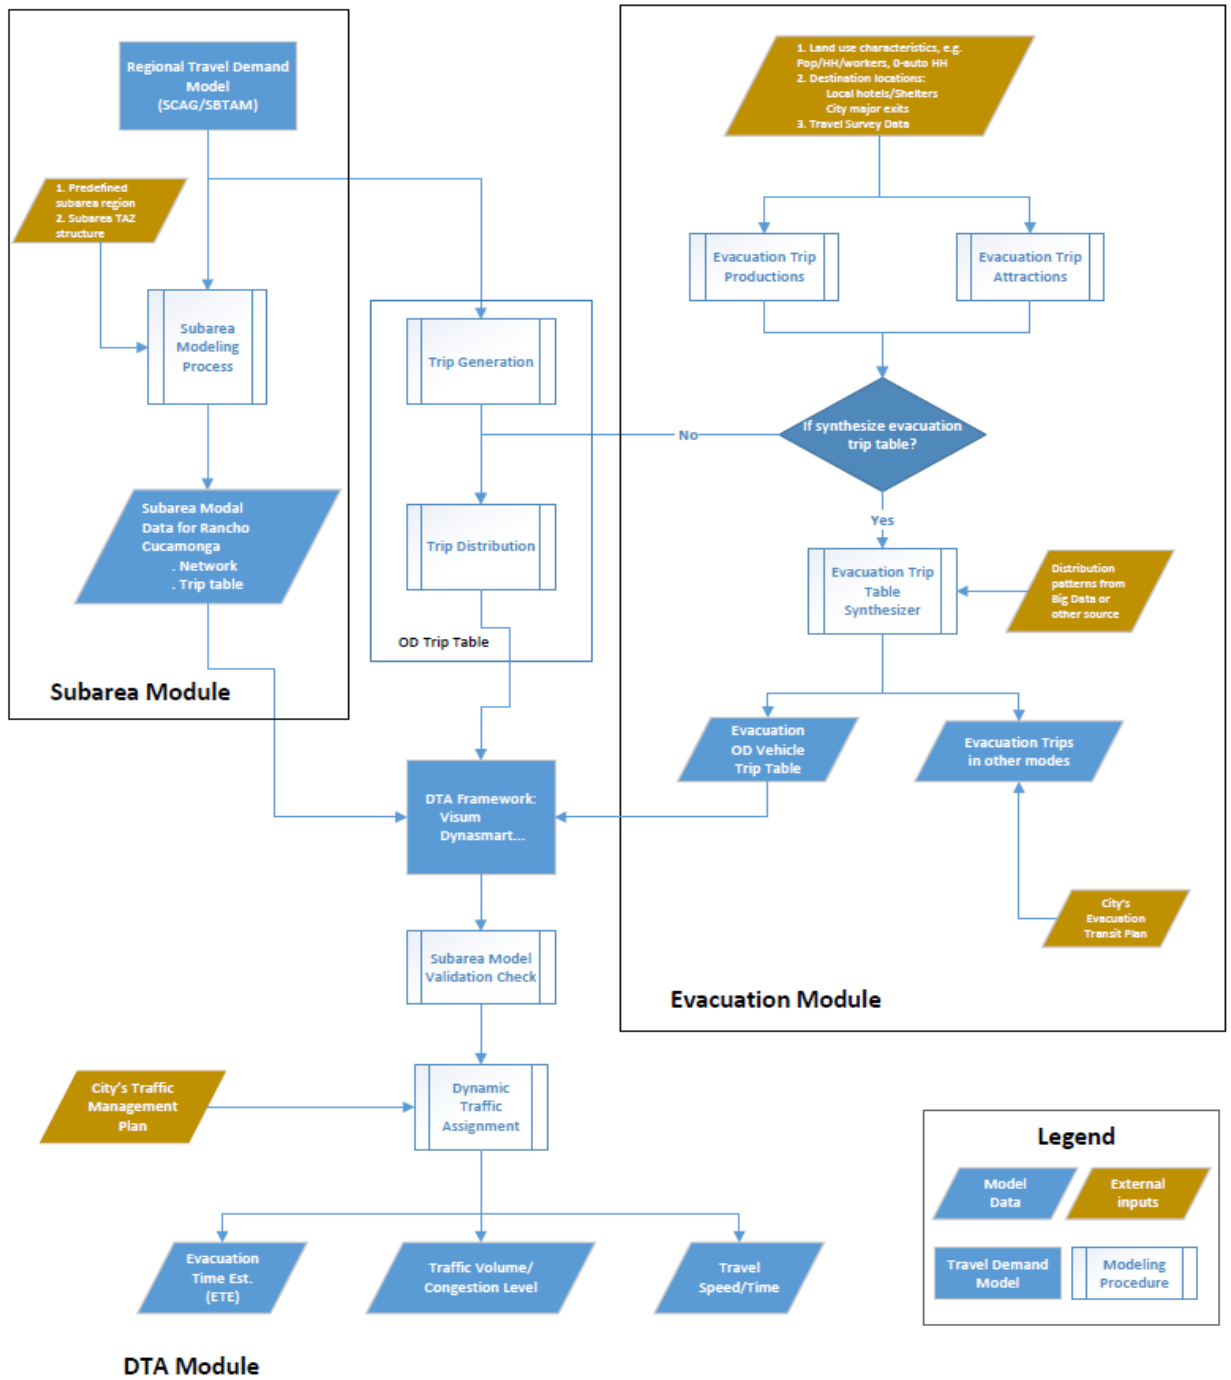 Regional Travel Demand
Model
(SCAG/SBTAM)
1. Predefined
subarea region
2. Subarea TAZ
structure
Subarea
Modeling
Process
Subarea Modal
Data for Rancho
Cucamonga
. Network
. Trip table
Subarea Module
Trip Generation
Trip Distribution
OD Trip Table
1. Land use characteristics, e.g.
Pop/HH/workers, 0-auto HH
2. Destination locations:
Local hotels/Shelters
City major exits
3. Travel Survey Data
Evacuation Trip
Productions
Evacuation Trip
Attractions
If synthesize evacuation
trip table?
No
Yes
Evacuation Trip
Table
Synthesizer
Distribution
patterns from
Big Data or
other source
Evacuation
OD Vehicle
Trip Table
Evacuation Trips
in other modes
City's
Evacuation
Transit Plan
Evacuation Module
DTA Framework:
Visum
Dynasmart...
Subarea Model
Validation Check
City's Traffic
Management
Plan
Dynamic
Traffic
Assignment
Evacuation
Time Est.
(ETE)
Traffic Volume/
Congestion Level
Travel
Speed/Time
DTA Module
Legend
Model
Data
External
inputs
Travel Demand
Model
Modeling
Procedure